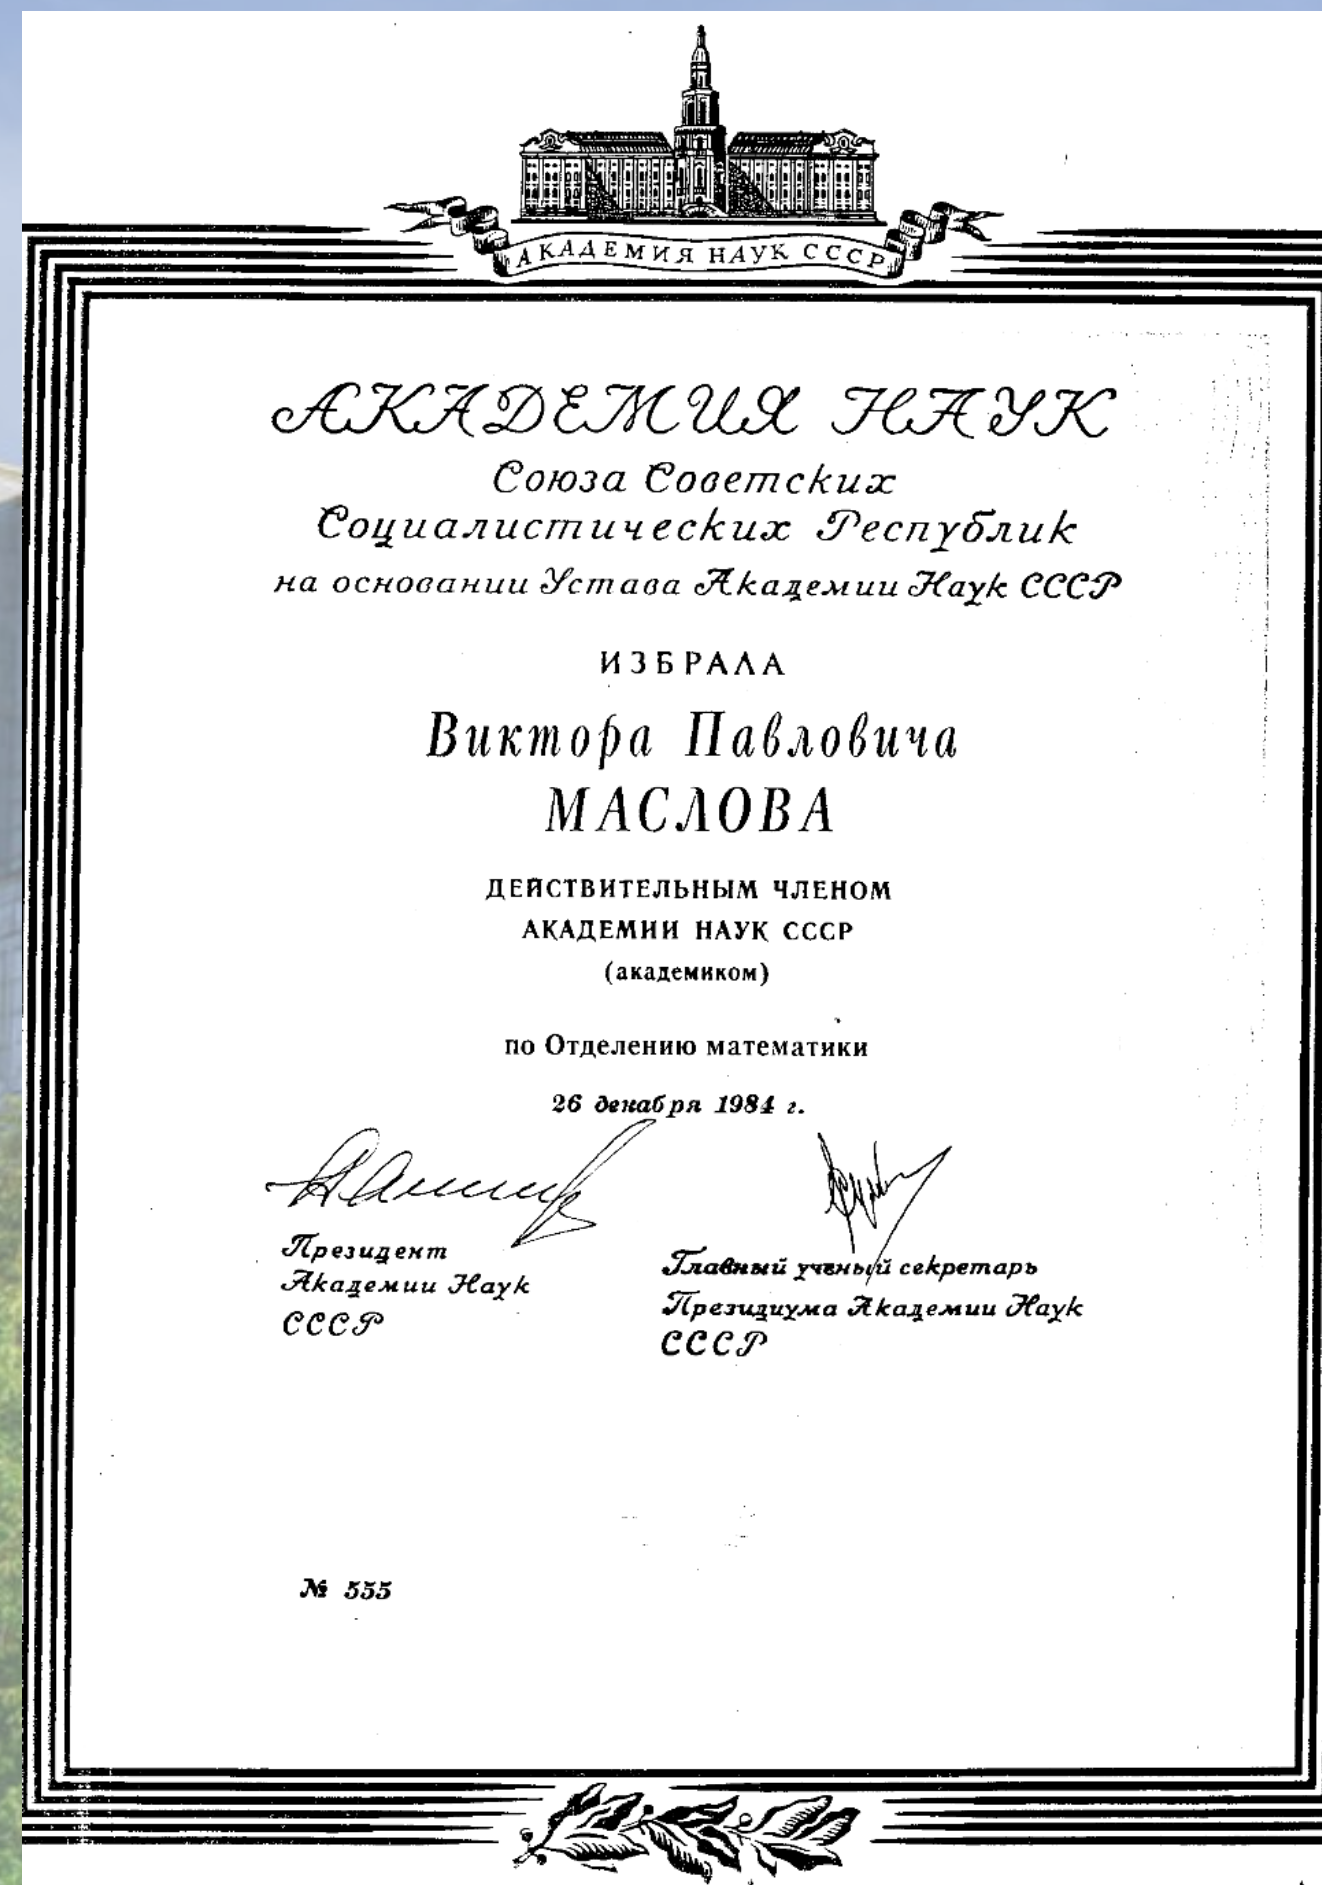 АКАДЕМИЯ НАУК СССР
АКАДЕМИЯ НАУК
Союза Советских
Социалистических Республик
на основании Устава Академии Наук СССР
ИЗБРАЛА
Виктора Павловича
МАСЛОВА
ДЕЙСТВИТЕЛЬНЫМ ЧЛЕНОМ
АКАДЕМИИ НАУК СССР
(академиком)
по Отделению математики
26 декабря 1984 г.
Президент
Академии Наук
СССР
Главный ученый секретарь
Президиума Академии Наук
СССР
№ 555